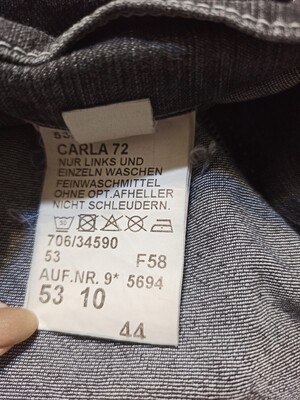 53
CARLA 72
NUR LINKS UND
EINZELN WASCHEN
FEINWASCHMITTEL
OHNE OPT.AFHELLER
NICHT SCHLEUDERN.
706/34590
53 F58
AUF.NR. 9* 5694
53 10
44